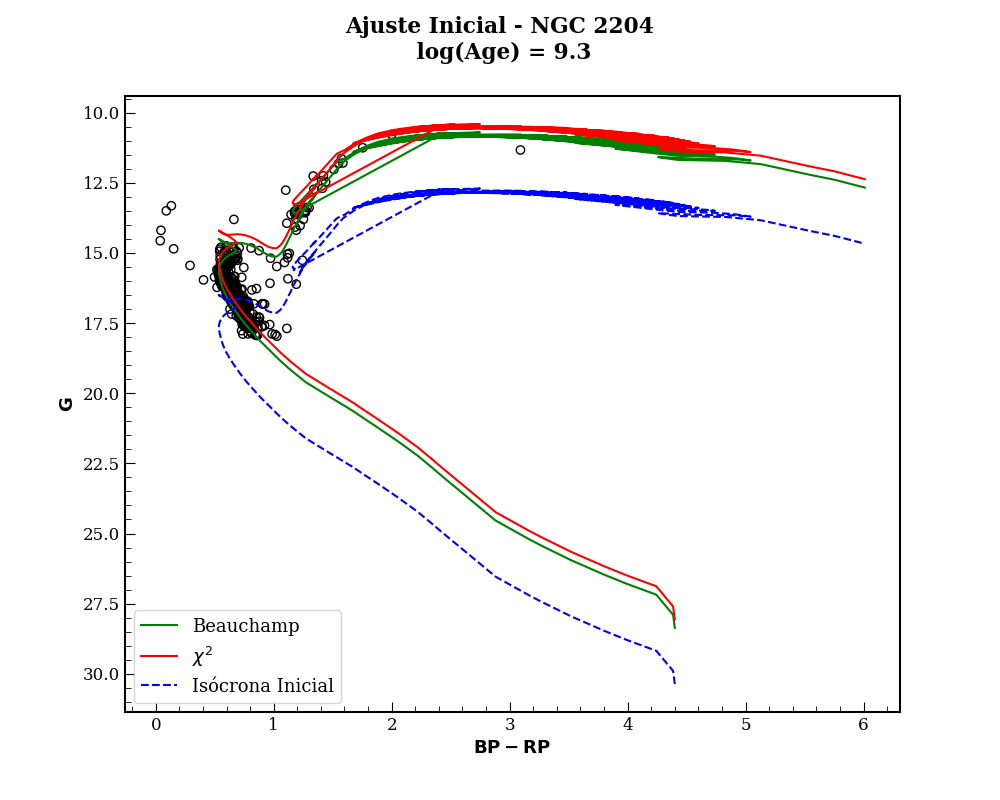 Ajuste Inicial - NGC 2204
log(Age) = 9.3
10.0
12.5
15.0
17.5
20.0
22.5
25.0
27.5
30.0
G
Beauchamp
χ²
Isócrona Inicial
0 1 2 3 4 5 6
BP − RP